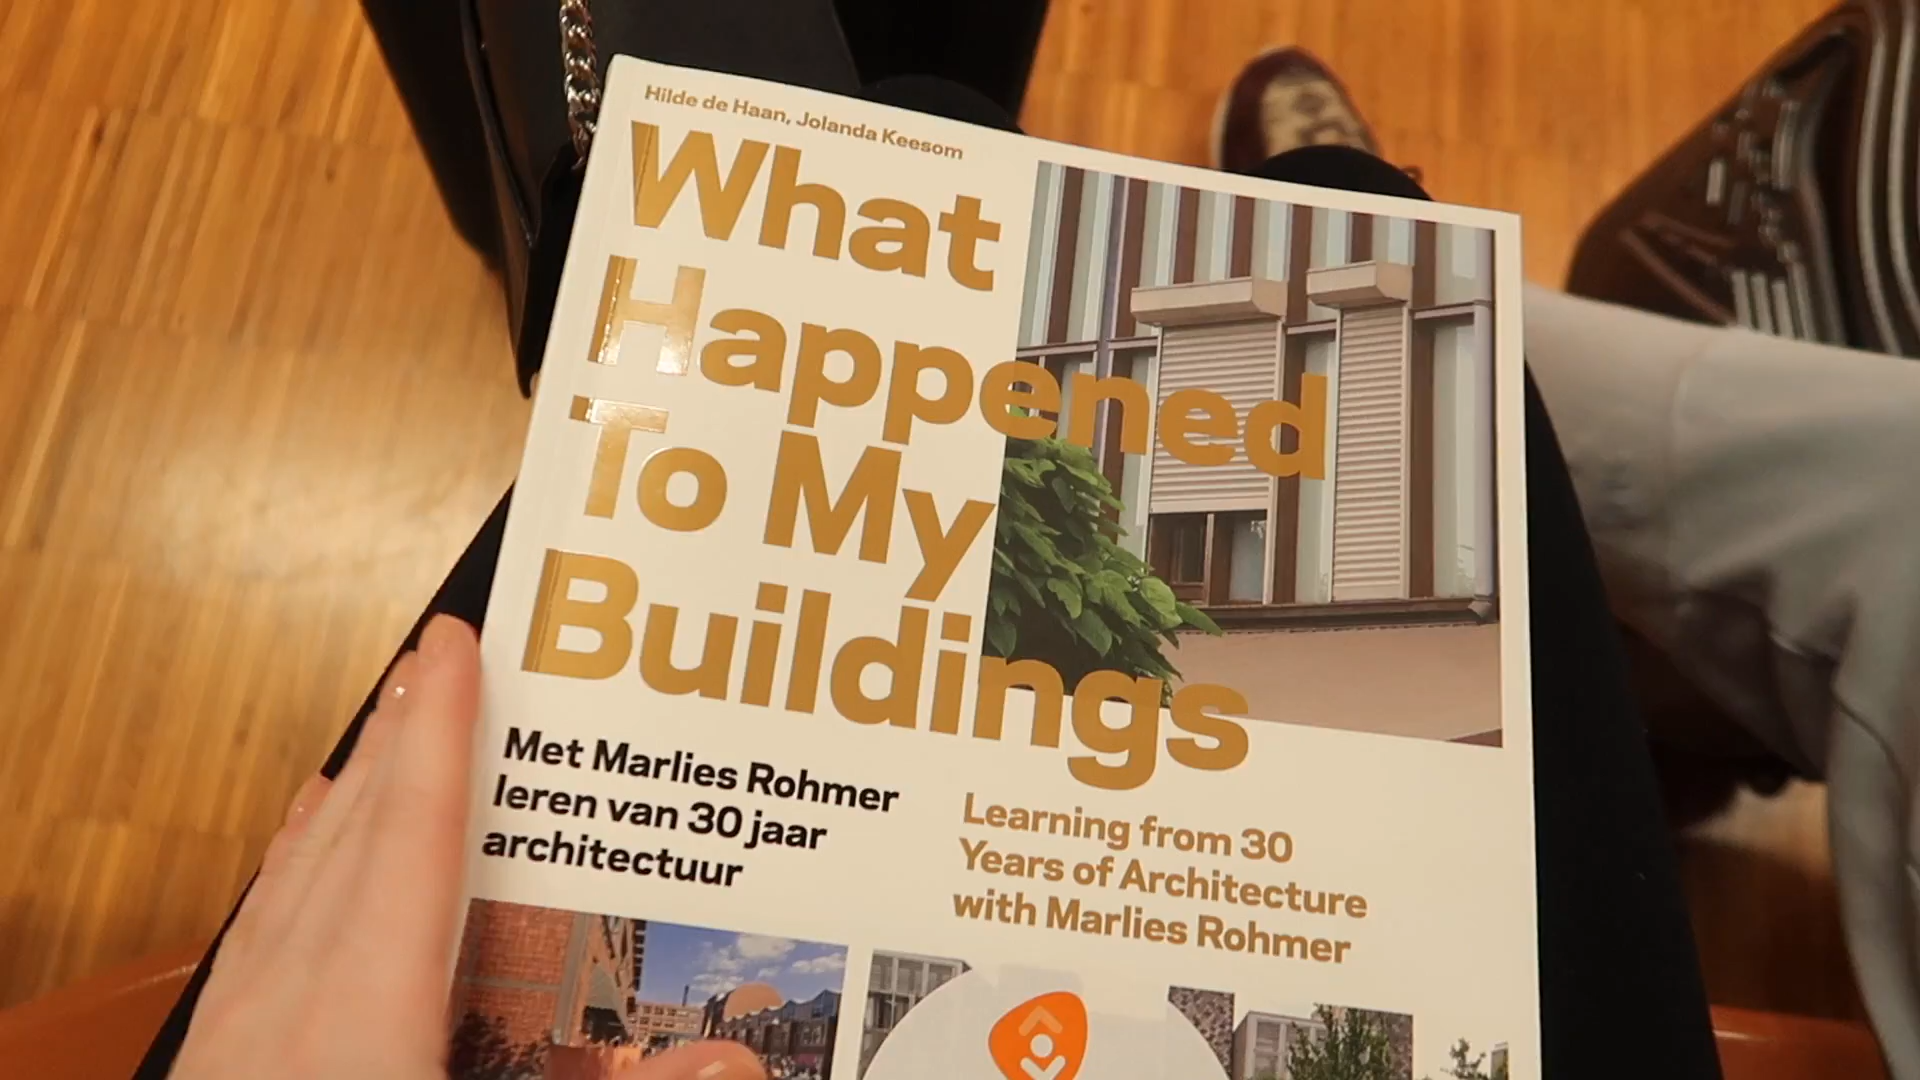 Hilde de Haan, Jolanda Keesom
What
Happened
To My
Buildings
Met Marlies Rohmer
leren van 30 jaar
architectuur
Learning from 30
Years of Architecture
with Marlies Rohmer